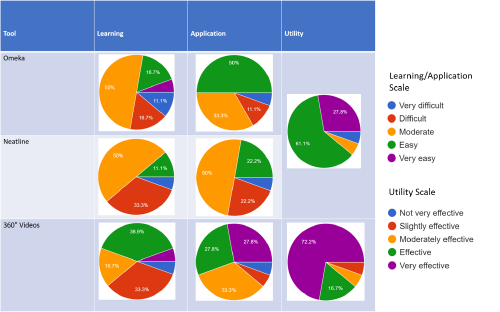 Tool Learning Application Utility
Omeka
16.7%
50%
11.1%
16.7%
50%
11.1%
33.3%
27.8%
61.1%
Neatline
50%
11.1%
33.3%
22.2%
50%
22.2%
360° Videos
38.9%
16.7%
33.3%
27.8%
27.8%
33.3%
72.2%
16.7%
Learning/Application
Scale
Very difficult
Difficult
Moderate
Easy
Very easy
Utility Scale
Not very effective
Slightly effective
Moderately effective
Effective
Very effective